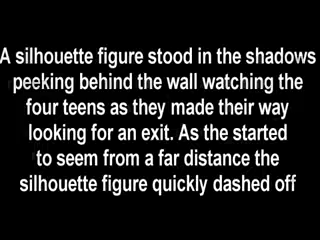 A silhouette figure stood in the shadows
peeking behind the wall watching the
four teens as they made their way
looking for an exit. As the started
to seem from a far distance the
silhouette figure quickly dashed off